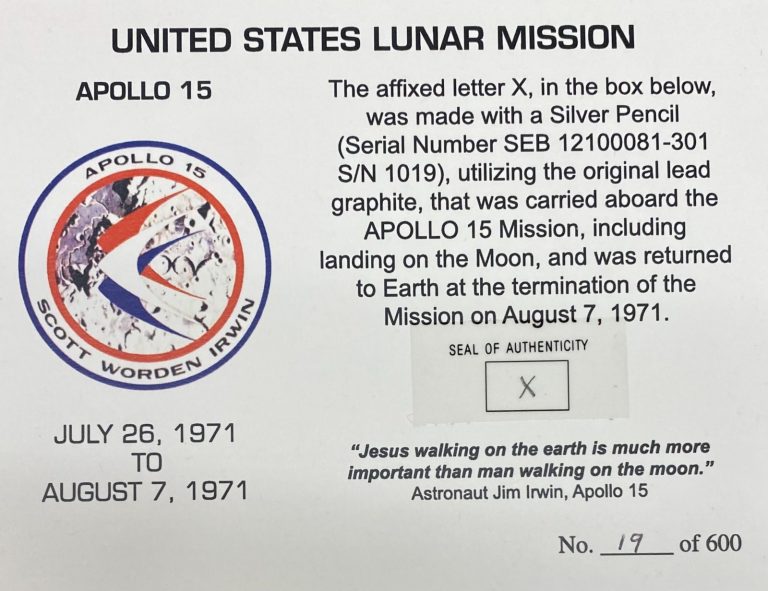 UNITED STATES LUNAR MISSION
APOLLO 15
APOLLO 15
SCOTT WORDEN IRWIN
JULY 26, 1971
TO
AUGUST 7, 1971
The affixed letter X, in the box below,
was made with a Silver Pencil
(Serial Number SEB 12100081-301
S/N 1019), utilizing the original lead
graphite, that was carried aboard the
APOLLO 15 Mission, including
landing on the Moon, and was returned
to Earth at the termination of the
Mission on August 7, 1971.
SEAL OF AUTHENTICITY
X
“Jesus walking on the earth is much more
important than man walking on the moon.”
Astronaut Jim Irwin, Apollo 15
No. 19 of 600